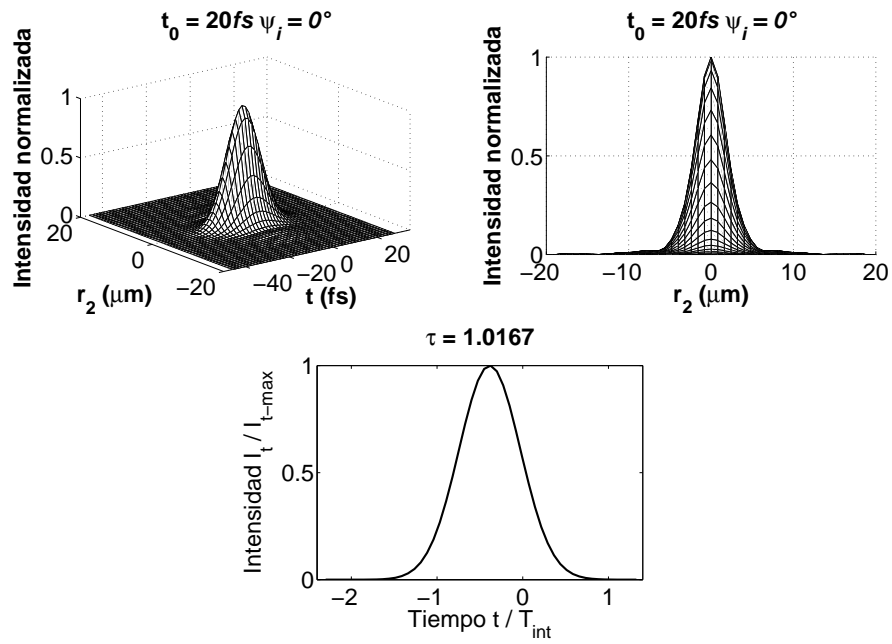 t₀ = 20fs ψᵢ = 0°
Intensidad normalizada
1
0.5
0
20
0
−20
r₂ (μm)
−40
−20
0
20
t (fs)
t₀ = 20fs ψᵢ = 0°
Intensidad normalizada
1
0.5
0
−20
−10
0
10
20
r₂ (μm)
τ = 1.0167
Intensidad I_t / I_t−max
1
0.5
0
−2
−1
0
1
Tiempo t / T_int